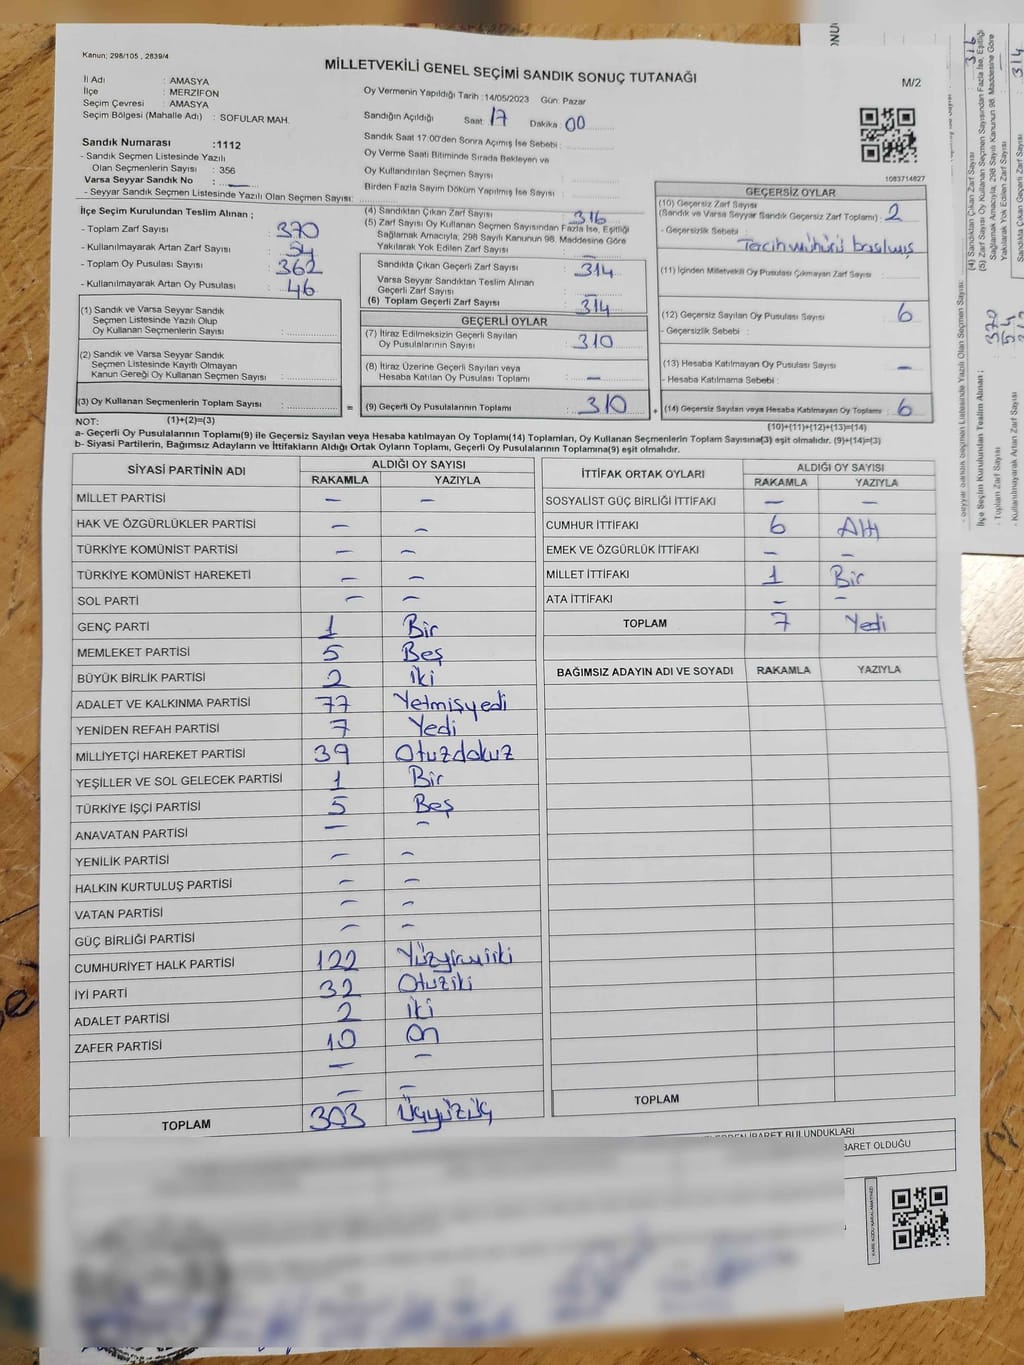 Kanun; 298/105 , 2839/4
MİLLETVEKİLİ GENEL SEÇİMİ SANDIK SONUÇ TUTANAĞI
M/2
İl Adı : AMASYA
İlçe : MERZİFON
Seçim Çevresi : AMASYA
Seçim Bölgesi (Mahalle Adı) : SOFULAR MAH.
Oy Vermenin Yapıldığı Tarih :14/05/2023 Gün: Pazar
Sandığın Açıldığı Saat: 17 Dakika: 00
Sandık Saat 17:00'den Sonra Açımış İse Sebebi:
Oy Verme Saati Bitiminde Sırada Bekleyen ve
Oy Kullandırılan Seçmen Sayısı
Birden Fazla Sayım Döküm Yapılmış İse Sayısı
1083714827
Sandık Numarası :1112
- Sandık Seçmen Listesinde Yazılı
Olan Seçmenlerin Sayısı : 356
Varsa Seyyar Sandık No : —
- Seyyar Sandık Seçmen Listesinde Yazılı Olan Seçmen Sayısı:
İlçe Seçim Kurulundan Teslim Alınan ;
- Toplam Zarf Sayısı : 370
- Kullanılmayarak Artan Zarf Sayısı : 54
- Toplam Oy Pusulası Sayısı : 362
- Kullanılmayarak Artan Oy Pusulası : 46
(1) Sandık ve Varsa Seyyar Sandık
Seçmen Listesinde Yazılı Olup
Oy Kullanan Seçmenlerin Sayısı :
(2) Sandık ve Varsa Seyyar Sandık
Seçmen Listesinde Kayıtlı Olmayan
Kanun Gereği Oy Kullanan Seçmen Sayısı :
(3) Oy Kullanan Seçmenlerin Toplam Sayısı :
(4) Sandıktan Çıkan Zarf Sayısı 316
(5) Zarf Sayısı Oy Kullanan Seçmen Sayısından Fazla İse, Eşitliği
Sağlamak Amacıyla, 298 Sayılı Kanunun 98. Maddesine Göre
Yakılarak Yok Edilen Zarf Sayısı : —
Sandıkta Çıkan Geçerli Zarf Sayısı : 314
Varsa Seyyar Sandıktan Teslim Alınan
Geçerli Zarf Sayısı : —
(6) Toplam Geçerli Zarf Sayısı : 314
GEÇERLİ OYLAR
(7) İtiraz Edilmeksizin Geçerli Sayılan
Oy Pusulalarının Sayısı : 310
(8) İtiraz Üzerine Geçerli Sayılan veya
Hesaba Katılan Oy Pusulası Toplamı : —
= (9) Geçerli Oy Pusulalarının Toplamı : 310
GEÇERSİZ OYLAR
(10) Geçersiz Zarf Sayısı
(Sandık ve Varsa Seyyar Sandık Geçersiz Zarf Toplamı) : 2
- Geçersizlik Sebebi : Tercih mühürü basılmış
(11) İçinden Milletvekili Oy Pusulası Çıkmayan Zarf Sayısı :
(12) Geçersiz Sayılan Oy Pusulası Sayısı : 6
- Geçersizlik Sebebi :
(13) Hesaba Katılmayan Oy Pusulası Sayısı : —
- Hesaba Katılmama Sebebi :
+ (14) Geçersiz Sayılan veya Hesaba Katılmayan Oy Toplamı : 6
NOT: (1)+(2)=(3)
(10)+(11)+(12)+(13)=(14)
a- Geçerli Oy Pusulalarının Toplamı(9) ile Geçersiz Sayılan veya Hesaba katılmayan Oy Toplamı(14) Toplamları, Oy Kullanan Seçmenlerin Toplam Sayısına(3) eşit olmalıdır. (9)+(14)=(3)
b- Siyasi Partilerin, Bağımsız Adayların ve İttifakların Aldığı Ortak Oyların Toplamı, Geçerli Oy Pusulalarının Toplamına(9) eşit olmalıdır.
SİYASİ PARTİNİN ADI ALDIĞI OY SAYISI
RAKAMLA YAZIYLA
MİLLET PARTİSİ — —
HAK VE ÖZGÜRLÜKLER PARTİSİ — —
TÜRKİYE KOMÜNİST PARTİSİ — —
TÜRKİYE KOMÜNİST HAREKETİ — —
SOL PARTİ — —
GENÇ PARTİ 1 Bir
MEMLEKET PARTİSİ 5 Beş
BÜYÜK BİRLİK PARTİSİ 2 iki
ADALET VE KALKINMA PARTİSİ 77 Yetmişyedi
YENİDEN REFAH PARTİSİ 7 Yedi
MİLLİYETÇİ HAREKET PARTİSİ 39 Otuzdokuz
YEŞİLLER VE SOL GELECEK PARTİSİ 1 Bir
TÜRKİYE İŞÇİ PARTİSİ 5 Beş
ANAVATAN PARTİSİ — —
YENİLİK PARTİSİ — —
HALKIN KURTULUŞ PARTİSİ — —
VATAN PARTİSİ — —
GÜÇ BİRLİĞİ PARTİSİ — —
CUMHURİYET HALK PARTİSİ 122 Yüzyirmiiki
İYİ PARTİ 32 Otuziki
ADALET PARTİSİ 2 iki
ZAFER PARTİSİ 10 On
— —
— —
TOPLAM 303 Üçyüzüç
İTTİFAK ORTAK OYLARI ALDIĞI OY SAYISI
RAKAMLA YAZIYLA
SOSYALİST GÜÇ BİRLİĞİ İTTİFAKI — —
CUMHUR İTTİFAKI 6 Altı
EMEK VE ÖZGÜRLÜK İTTİFAKI — —
MİLLET İTTİFAKI 1 Bir
ATA İTTİFAKI — —
TOPLAM 7 Yedi
BAĞIMSIZ ADAYIN ADI VE SOYADI RAKAMLA YAZIYLA
TOPLAM
İBARET BULUNDUKLARI
BARET OLDUĞU
(4) Sandıktan Çıkan Zarf Sayısı 316
(5) Zarf Sayısı Oy Kullanan Seçmen Sayısından Fazla İse, Eşitliği
Sağlamak Amacıyla, 298 Sayılı Kanunun 98. Maddesine Göre
Yakılarak Yok Edilen Zarf Sayısı
Sandıkta Çıkan Geçerli Zarf Sayısı 314
- Seyyar Sandık Seçmen Listesinde Yazılı Olan Seçmen Sayısı:
İlçe Seçim Kurulundan Teslim Alınan ;
- Toplam Zarf Sayısı : 370
- Kullanılmayarak Artan Zarf Sayısı : 54